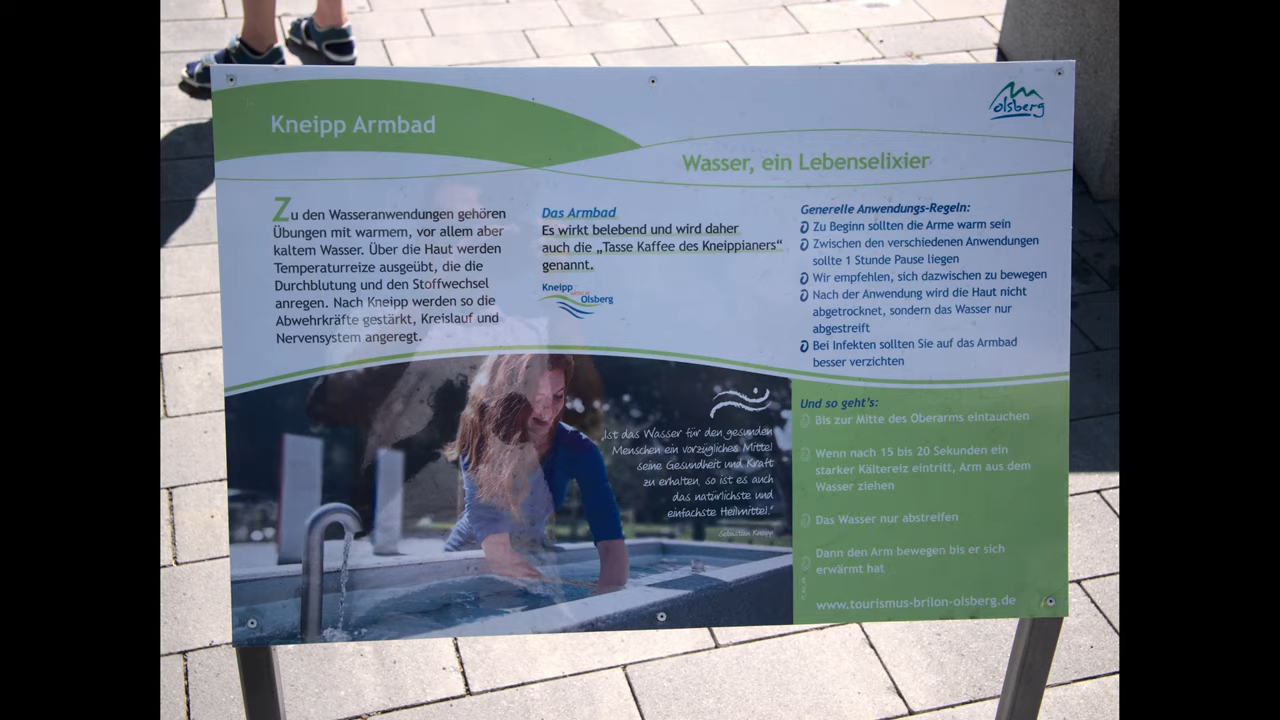 Kneipp Armbad
olsberg
Wasser, ein Lebenselixier
Zu den Wasseranwendungen gehören
Übungen mit warmem, vor allem aber
kaltem Wasser. Über die Haut werden
Temperaturreize ausgeübt, die die
Durchblutung und den Stoffwechsel
anregen. Nach Kneipp werden so die
Abwehrkräfte gestärkt, Kreislauf und
Nervensystem angeregt.
Das Armbad
Es wirkt belebend und wird daher
auch die „Tasse Kaffee des Kneippianers“
genannt.
Kneipp
Olsberg
Generelle Anwendungs-Regeln:
Zu Beginn sollten die Arme warm sein
Zwischen den verschiedenen Anwendungen
sollte 1 Stunde Pause liegen
Wir empfehlen, sich dazwischen zu bewegen
Nach der Anwendung wird die Haut nicht
abgetrocknet, sondern das Wasser nur
abgestreift
Bei Infekten sollten Sie auf das Armbad
besser verzichten
„Ist das Wasser für den gesunden
Menschen ein vorzügliches Mittel
seine Gesundheit und Kraft
zu erhalten, so ist es auch
das natürlichste und
einfachste Heilmittel.“
Sebastian Kneipp
Und so geht's:
Bis zur Mitte des Oberarms eintauchen
Wenn nach 15 bis 20 Sekunden ein
starker Kältereiz eintritt, Arm aus dem
Wasser ziehen
Das Wasser nur abstreifen
Dann den Arm bewegen bis er sich
erwärmt hat
www.tourismus-brilon-olsberg.de